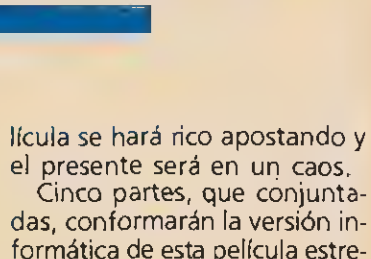 lícula se hará rico apostando y
el presente será en un caos.
Cinco partes, que conjunta-
das, conformarán la versión in-
formática de esta película estre-